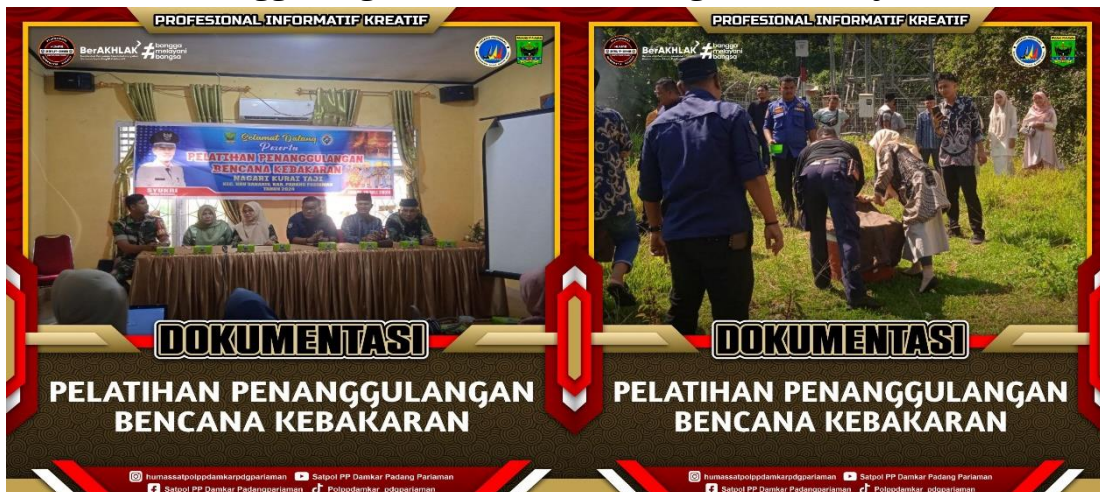 PROFESIONAL INFORMATIF KREATIF
BerAKHLAK
bangga
melayani
bangsa
Selamat Datang
Peserta
PELATIHAN PENANGGULANGAN
BENCANA KEBAKARAN
NAGARI KURAI TAJI
TAHUN 2024
DOKUMENTASI
PELATIHAN PENANGGULANGAN
BENCANA KEBAKARAN
humassatpolppdamkarpdgpariaman Satpol PP Damkar Padang Pariaman
Satpol PP Damkar Padangpariaman Polppdamkar_pdgpariaman
PROFESIONAL INFORMATIF KREATIF
BerAKHLAK
bangga
melayani
bangsa
DOKUMENTASI
PELATIHAN PENANGGULANGAN
BENCANA KEBAKARAN
humassatpolppdamkarpdgpariaman Satpol PP Damkar Padang Pariaman
Satpol PP Damkar Padangpariaman Polppdamkar_pdgpariaman